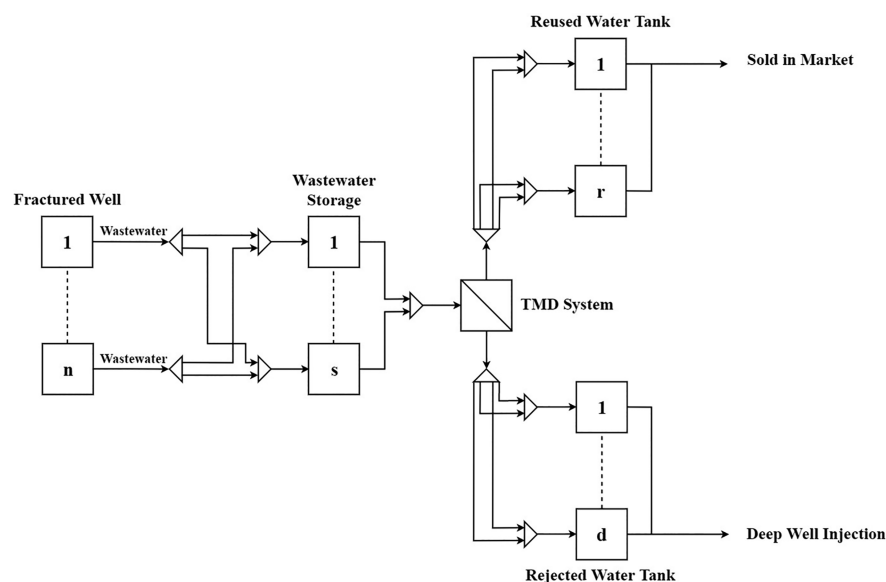 Reused Water Tank
1
Sold in Market
r
Fractured Well
1
Wastewater
n
Wastewater
Wastewater
Storage
1
s
TMD System
1
d
Deep Well Injection
Rejected Water Tank